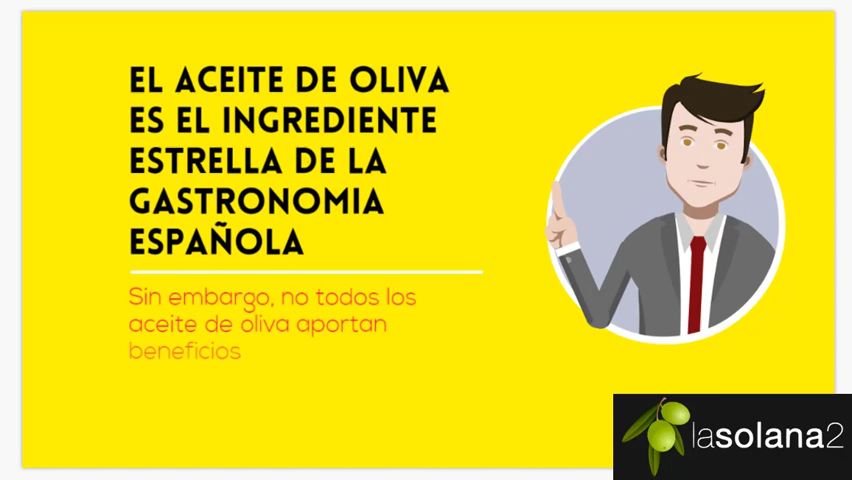 EL ACEITE DE OLIVA
ES EL INGREDIENTE
ESTRELLA DE LA
GASTRONOMIA
ESPAÑOLA
Sin embargo, no todos los
aceite de oliva aportan
beneficios
lasolana2